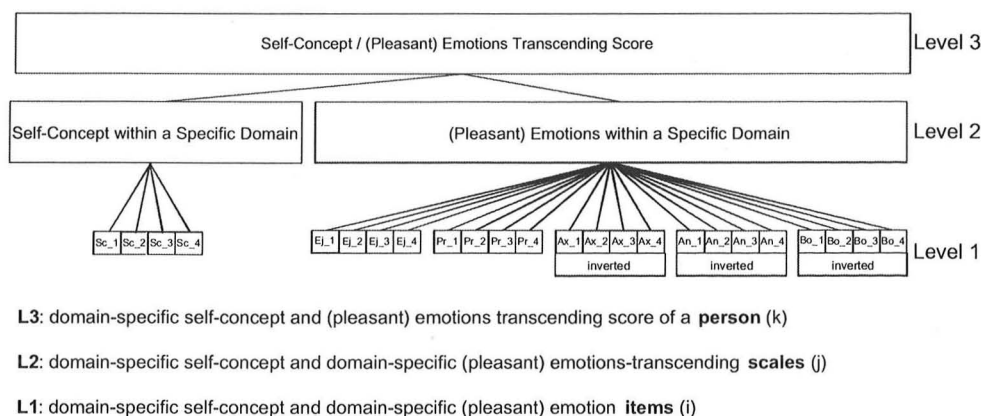 Self-Concept / (Pleasant) Emotions Transcending Score
Level 3
Self-Concept within a Specific Domain
(Pleasant) Emotions within a Specific Domain
Level 2
Sc_1 Sc_2 Sc_3 Sc_4
Ej_1 Ej_2 Ej_3 Ej_4
Pr_1 Pr_2 Pr_3 Pr_4
Ax_1 Ax_2 Ax_3 Ax_4
An_1 An_2 An_3 An_4
Bo_1 Bo_2 Bo_3 Bo_4
Level 1
inverted
inverted
inverted
L3: domain-specific self-concept and (pleasant) emotions transcending score of a person (k)
L2: domain-specific self-concept and domain-specific (pleasant) emotions-transcending scales (j)
L1: domain-specific self-concept and domain-specific (pleasant) emotion items (i)